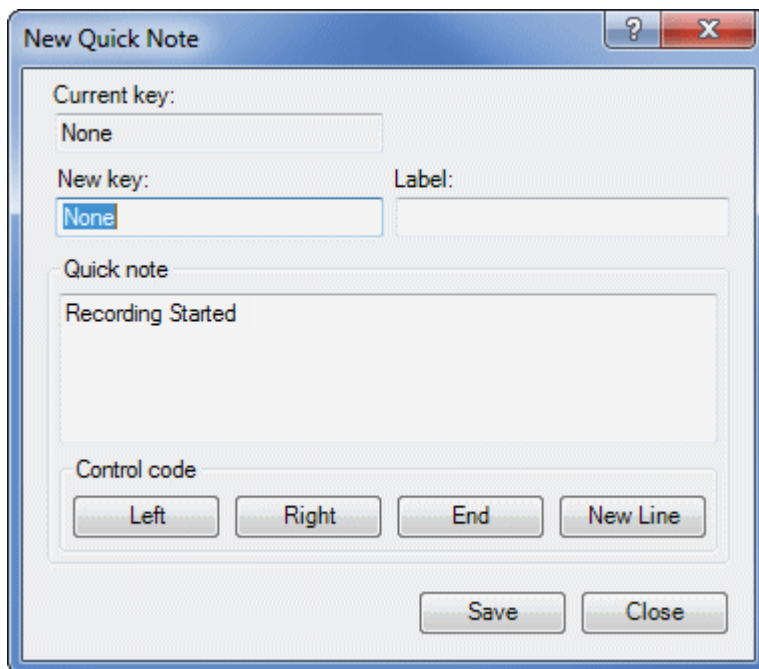 New Quick Note
Current key:
None
New key: Label:
None
Quick note
Recording Started
Control code
Left Right End New Line
Save Close